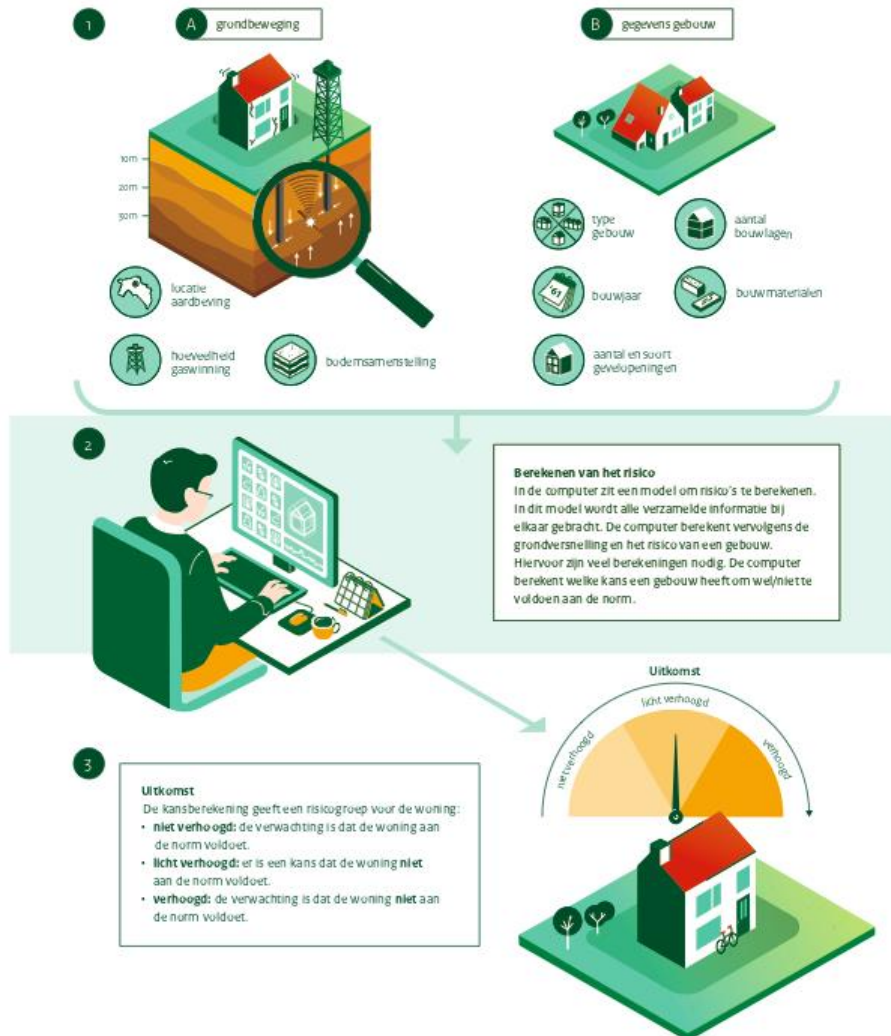 1
A grondbeweging
10m
20m
30m
locatie
aardbeving
hoeveelheid
gaswinning
bodemsamenstelling
B gegevens gebouw
type
gebouw
aantal
bouwlagen
'61
bouwjaar
bouwmaterialen
aantal en soort
gevelopeningen
2
Berekenen van het risico
In de computer zit een model om risico's te berekenen.
In dit model wordt alle verzamelde informatie bij
elkaar gebracht. De computer berekent vervolgens de
grondversnelling en het risico van een gebouw.
Hiervoor zijn veel berekeningen nodig. De computer
berekent welke kans een gebouw heeft om wel/niet te
voldoen aan de norm.
3
Uitkomst
De kansberekening geeft een risicogroep voor de woning:
• niet verhoogd: de verwachting is dat de woning aan
de norm voldoet.
• licht verhoogd: er is een kans dat de woning niet
aan de norm voldoet.
• verhoogd: de verwachting is dat de woning niet aan
de norm voldoet.
Uitkomst
niet verhoogd
licht verhoogd
verhoogd